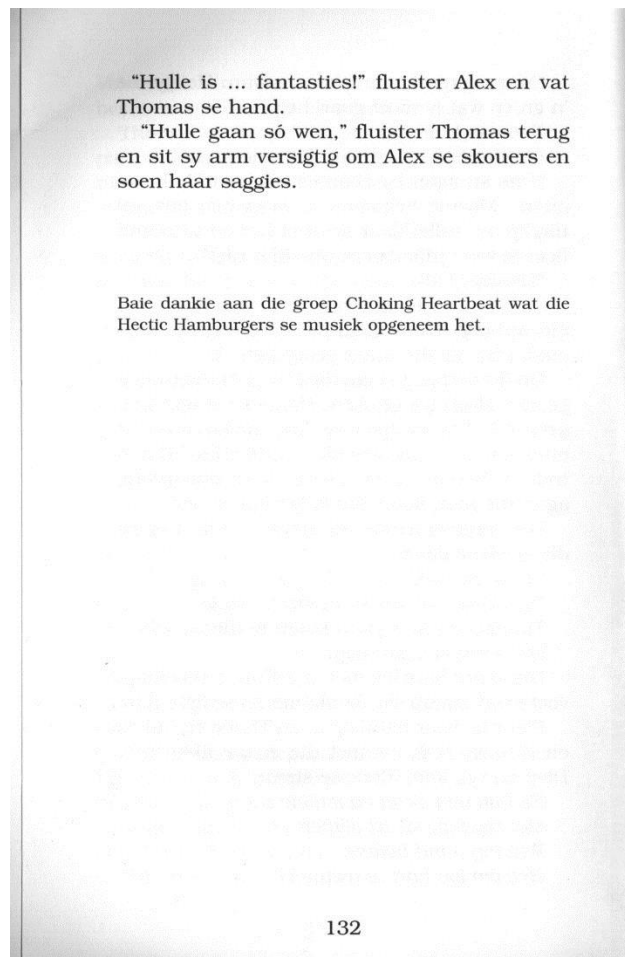 “Hulle is ... fantasties!” fluister Alex en vat
Thomas se hand.
“Hulle gaan só wen,” fluister Thomas terug
en sit sy arm versigtig om Alex se skouers en
soen haar saggies.
Baie dankie aan die groep Choking Heartbeat wat die
Hectic Hamburgers se musiek opgeneem het.
132